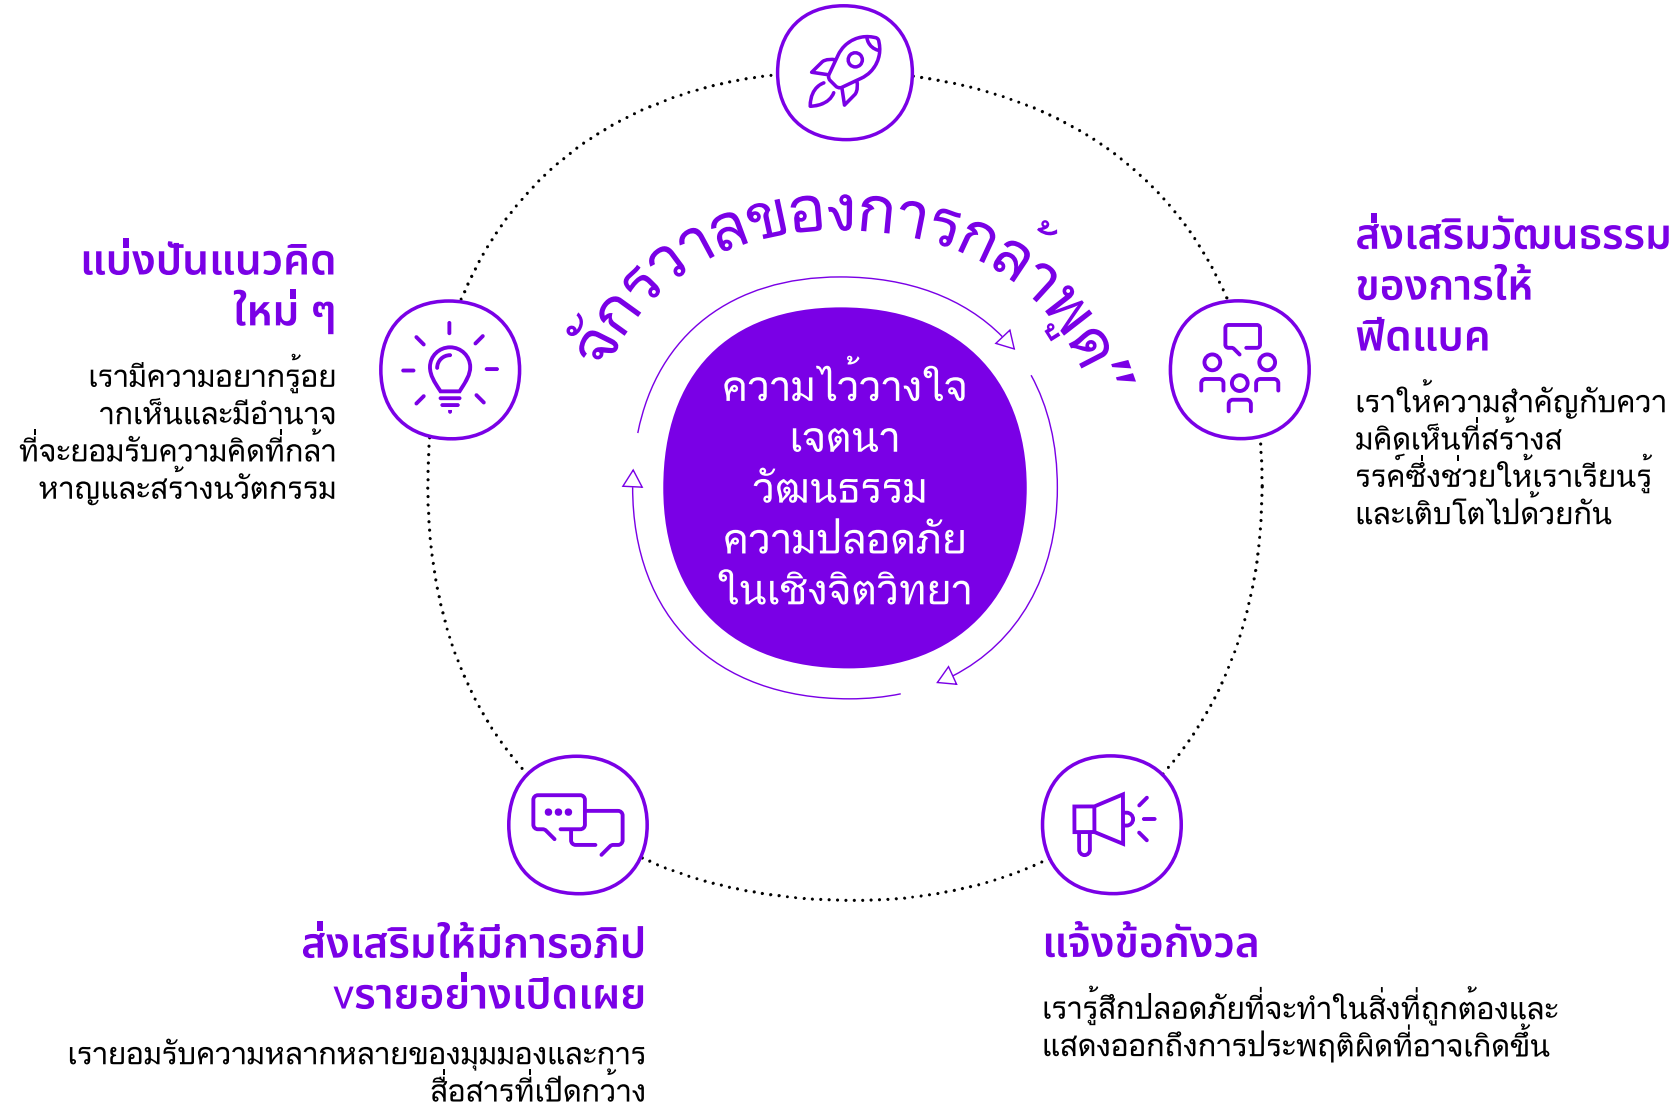 จักรวาลของการกล้าพูด”
ความไว้วางใจ
เจตนา
วัฒนธรรม
ความปลอดภัย
ในเชิงจิตวิทยา
แบ่งปันแนวคิด
ใหม่ ๆ
เรามีความอยากรู้อย
ากเห็นและมีอำนาจ
ที่จะยอมรับความคิดที่กล้า
หาญและสร้างนวัตกรรม
ส่งเสริมวัฒนธรรม
ของการให้
ฟีดแบค
เราให้ความสำคัญกับควา
มคิดเห็นที่สร้างส
รรค์ซึ่งช่วยให้เราเรียนรู้
และเติบโตไปด้วยกัน
ส่งเสริมให้มีการอภิป
vรายอย่างเปิดเผย
เรายอมรับความหลากหลายของมุมมองและการ
สื่อสารที่เปิดกว้าง
แจ้งข้อกังวล
เรารู้สึกปลอดภัยที่จะทำในสิ่งที่ถูกต้องและ
แสดงออกถึงการประพฤติผิดที่อาจเกิดขึ้น